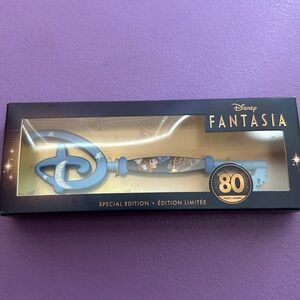 Disney
FANTASIA
80
SPECIAL EDITION • ÉDITION LIMITÉE